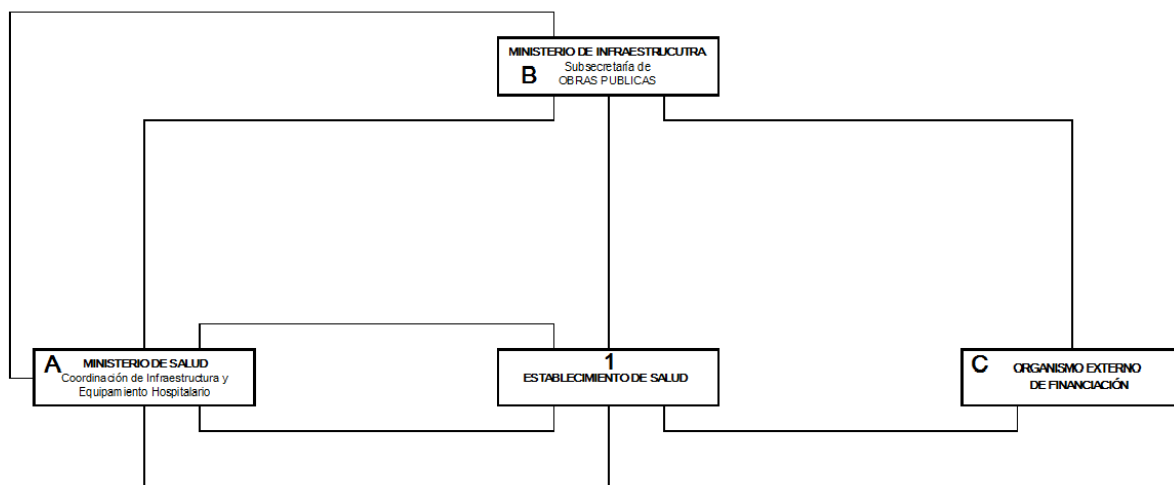 MINISTERIO DE INFRAESTRUCUTRA
B
Subsecretaría de
OBRAS PUBLICAS
A
MINISTERIO DE SALUD
Coordinación de Infraestructura y
Equipamiento Hospitalario
1
ESTABLECIMIENTO DE SALUD
C
ORGANISMO EXTERNO
DE FINANCIACIÓN